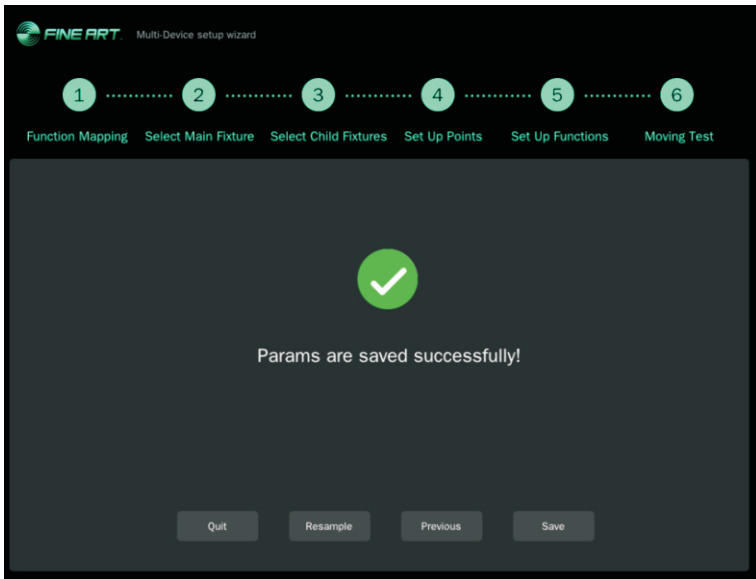 FINE ART. Multi-Device setup wizard
1 2 3 4 5 6
Function Mapping Select Main Fixture Select Child Fixtures Set Up Points Set Up Functions Moving Test
Params are saved successfully!
Quit Resample Previous Save